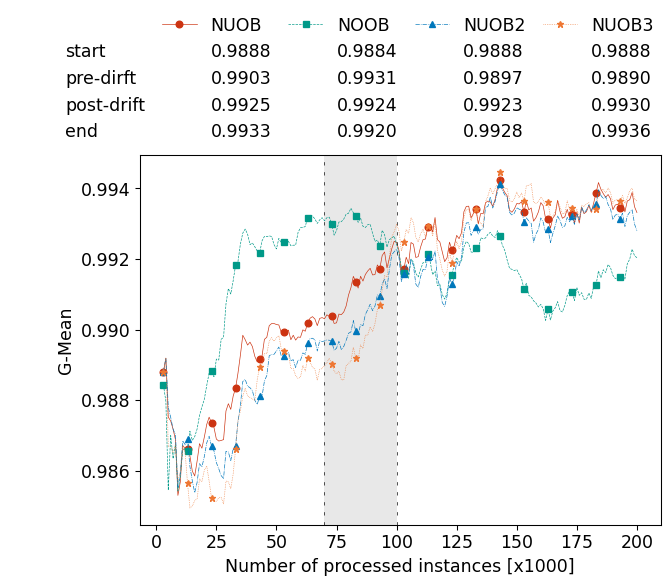 NUOB NOOB NUOB2 NUOB3
start 0.9888 0.9884 0.9888 0.9888
pre-dirft 0.9903 0.9931 0.9897 0.9890
post-drift 0.9925 0.9924 0.9923 0.9930
end 0.9933 0.9920 0.9928 0.9936
0.994
0.992
0.990
0.988
0.986
G-Mean
0 25 50 75 100 125 150 175 200
Number of processed instances [x1000]